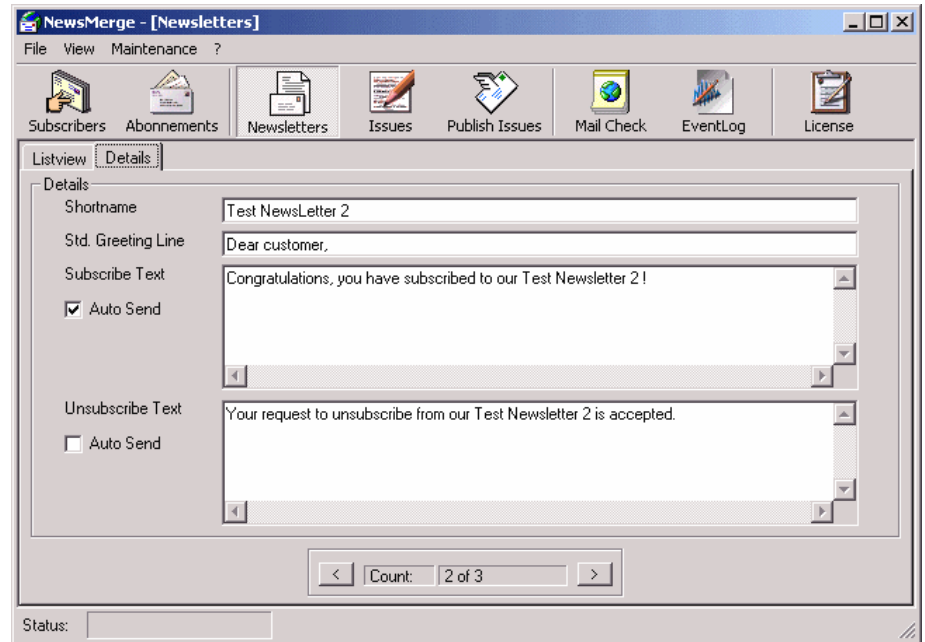 NewsMerge - [Newsletters]
File View Maintenance ?
Subscribers Abonnements Newsletters Issues Publish Issues Mail Check EventLog License
Listview Details
Details
Shortname Test NewsLetter 2
Std. Greeting Line Dear customer,
Subscribe Text Congratulations, you have subscribed to our Test Newsletter 2 !
Auto Send
Unsubscribe Text Your request to unsubscribe from our Test Newsletter 2 is accepted.
Auto Send
< Count: 2 of 3 >
Status: